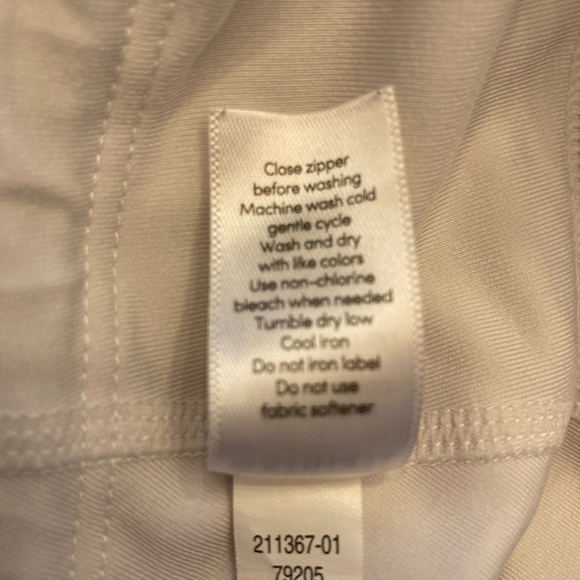 Close zipper
before washing
Machine wash cold
gentle cycle
Wash and dry
with like colors
Use non-chlorine
bleach when needed
Tumble dry low
Cool iron
Do not iron label
Do not use
fabric softener
211367-01
79205